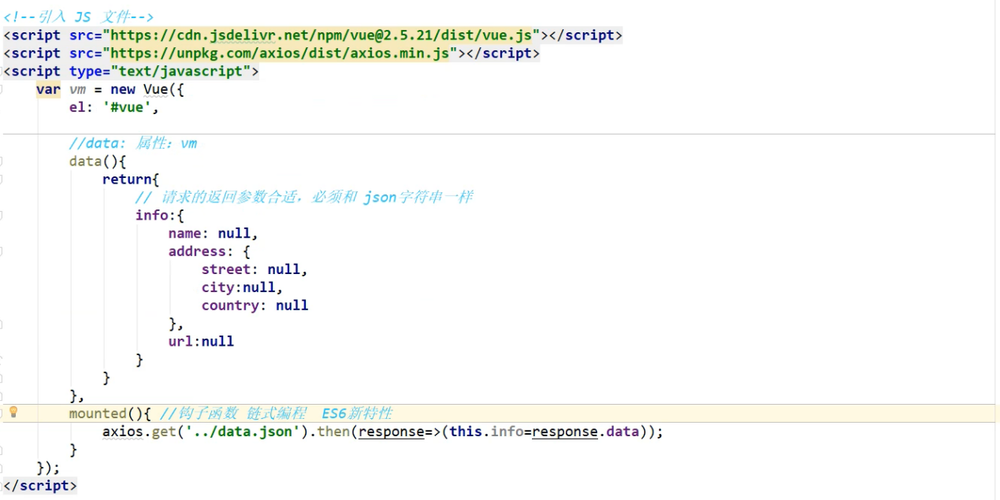 <!--引入 JS 文件-->
<script src="https://cdn.jsdelivr.net/npm/vue@2.5.21/dist/vue.js"></script>
<script src="https://unpkg.com/axios/dist/axios.min.js"></script>
<script type="text/javascript">
    var vm = new Vue({
        el: '#vue',
        //data: 属性：vm
        data(){
            return{
                // 请求的返回参数合适，必须和 json字符串一样
                info:{
                    name: null,
                    address: {
                        street: null,
                        city:null,
                        country: null
                    },
                    url:null
                }
            }
        },
        mounted(){ //钩子函数 链式编程  ES6新特性
            axios.get('../data.json').then(response=>(this.info=response.data));
        }
    });
</script>